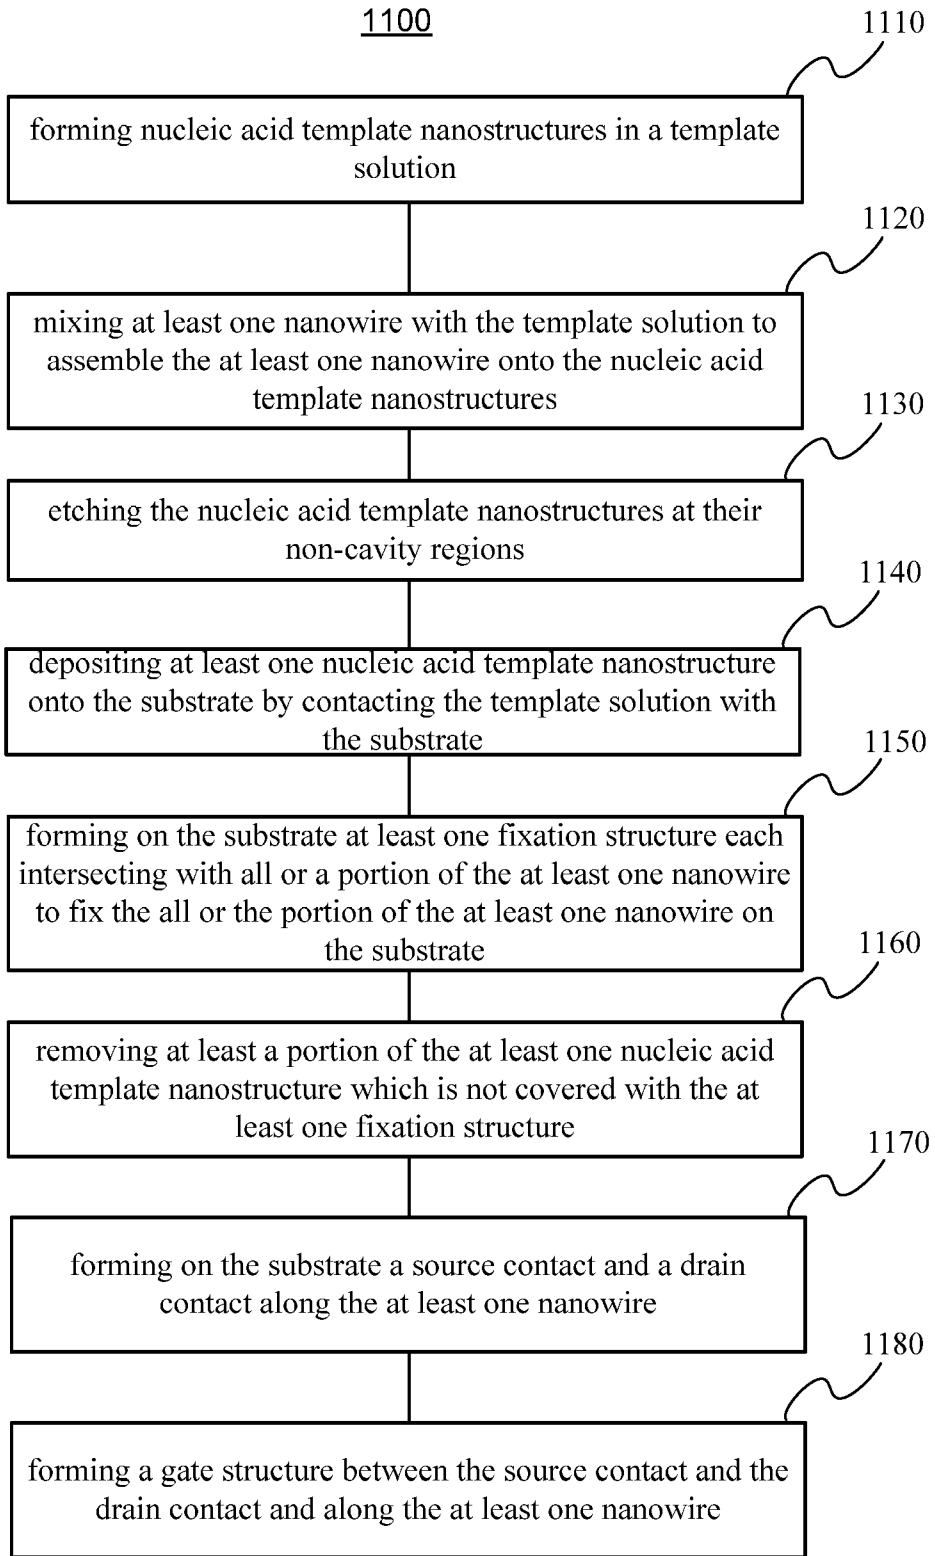 1100
1110
forming nucleic acid template nanostructures in a template
solution
1120
mixing at least one nanowire with the template solution to
assemble the at least one nanowire onto the nucleic acid
template nanostructures
1130
etching the nucleic acid template nanostructures at their
non-cavity regions
1140
depositing at least one nucleic acid template nanostructure
onto the substrate by contacting the template solution with
the substrate
1150
forming on the substrate at least one fixation structure each
intersecting with all or a portion of the at least one nanowire
to fix the all or the portion of the at least one nanowire on
the substrate
1160
removing at least a portion of the at least one nucleic acid
template nanostructure which is not covered with the at
least one fixation structure
1170
forming on the substrate a source contact and a drain
contact along the at least one nanowire
1180
forming a gate structure between the source contact and the
drain contact and along the at least one nanowire